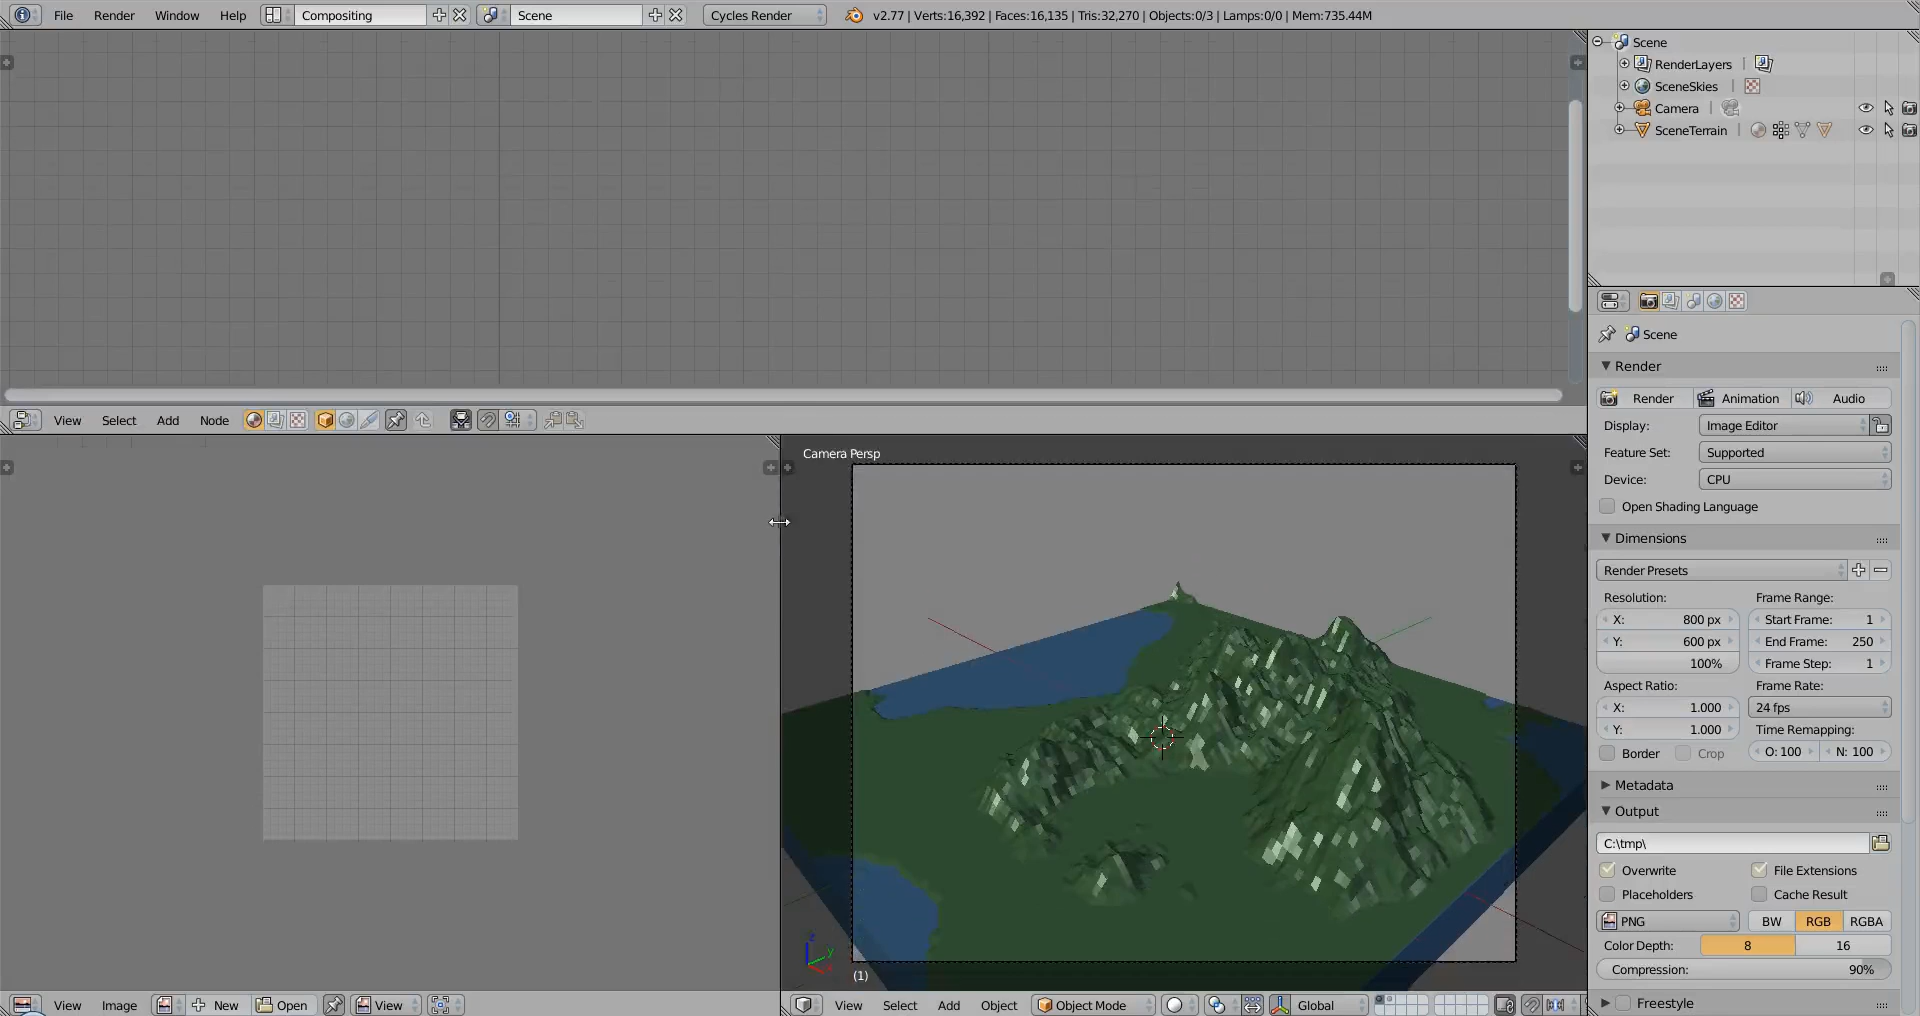 File Render Window Help Compositing Scene Cycles Render v2.77 | Verts:16,392 | Faces:16,135 | Tris:32,270 | Objects:0/3 | Lamps:0/0 | Mem:735.44M
Scene
RenderLayers
SceneSkies
Camera
SceneTerrain
Scene
Render
Render Animation Audio
Display: Image Editor
Feature Set: Supported
Device: CPU
Open Shading Language
Dimensions
Render Presets
Resolution: Frame Range:
X: 800 px Start Frame: 1
Y: 600 px End Frame: 250
100% Frame Step: 1
Aspect Ratio: Frame Rate:
X: 1.000 24 fps
Y: 1.000 Time Remapping:
Border Crop O: 100 N: 100
Metadata
Output
C:\tmp\
Overwrite File Extensions
Placeholders Cache Result
PNG BW RGB RGBA
Color Depth: 8 16
Compression: 90%
Freestyle
View Select Add Node
Camera Persp
z
y
x
(1)
View Image New Open View
View Select Add Object Object Mode Global